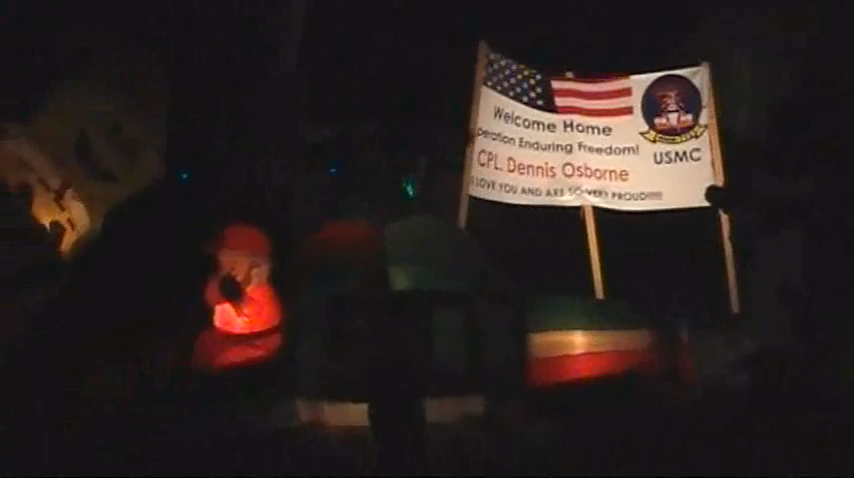 Welcome Home
peration Enduring Freedom!
USMC
CPL. Dennis Osborne
LOVE YOU AND ARE SO VERY PROUD!!!!!